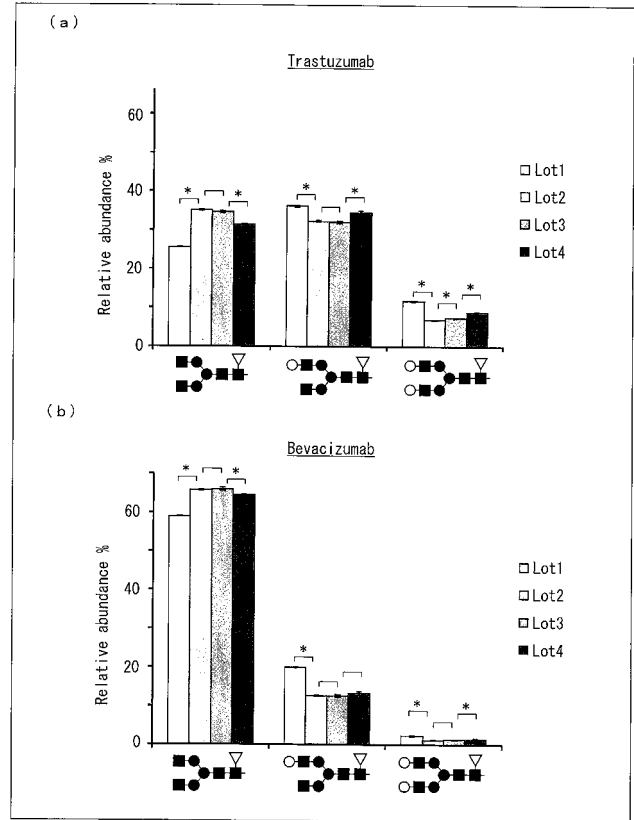 (a)
Trastuzumab
Relative abundance %
60
40
20
0
* * *
* * *
* * *
Lot1
Lot2
Lot3
Lot4
(b)
Bevacizumab
Relative abundance %
60
40
20
0
* *
*
* *
Lot1
Lot2
Lot3
Lot4